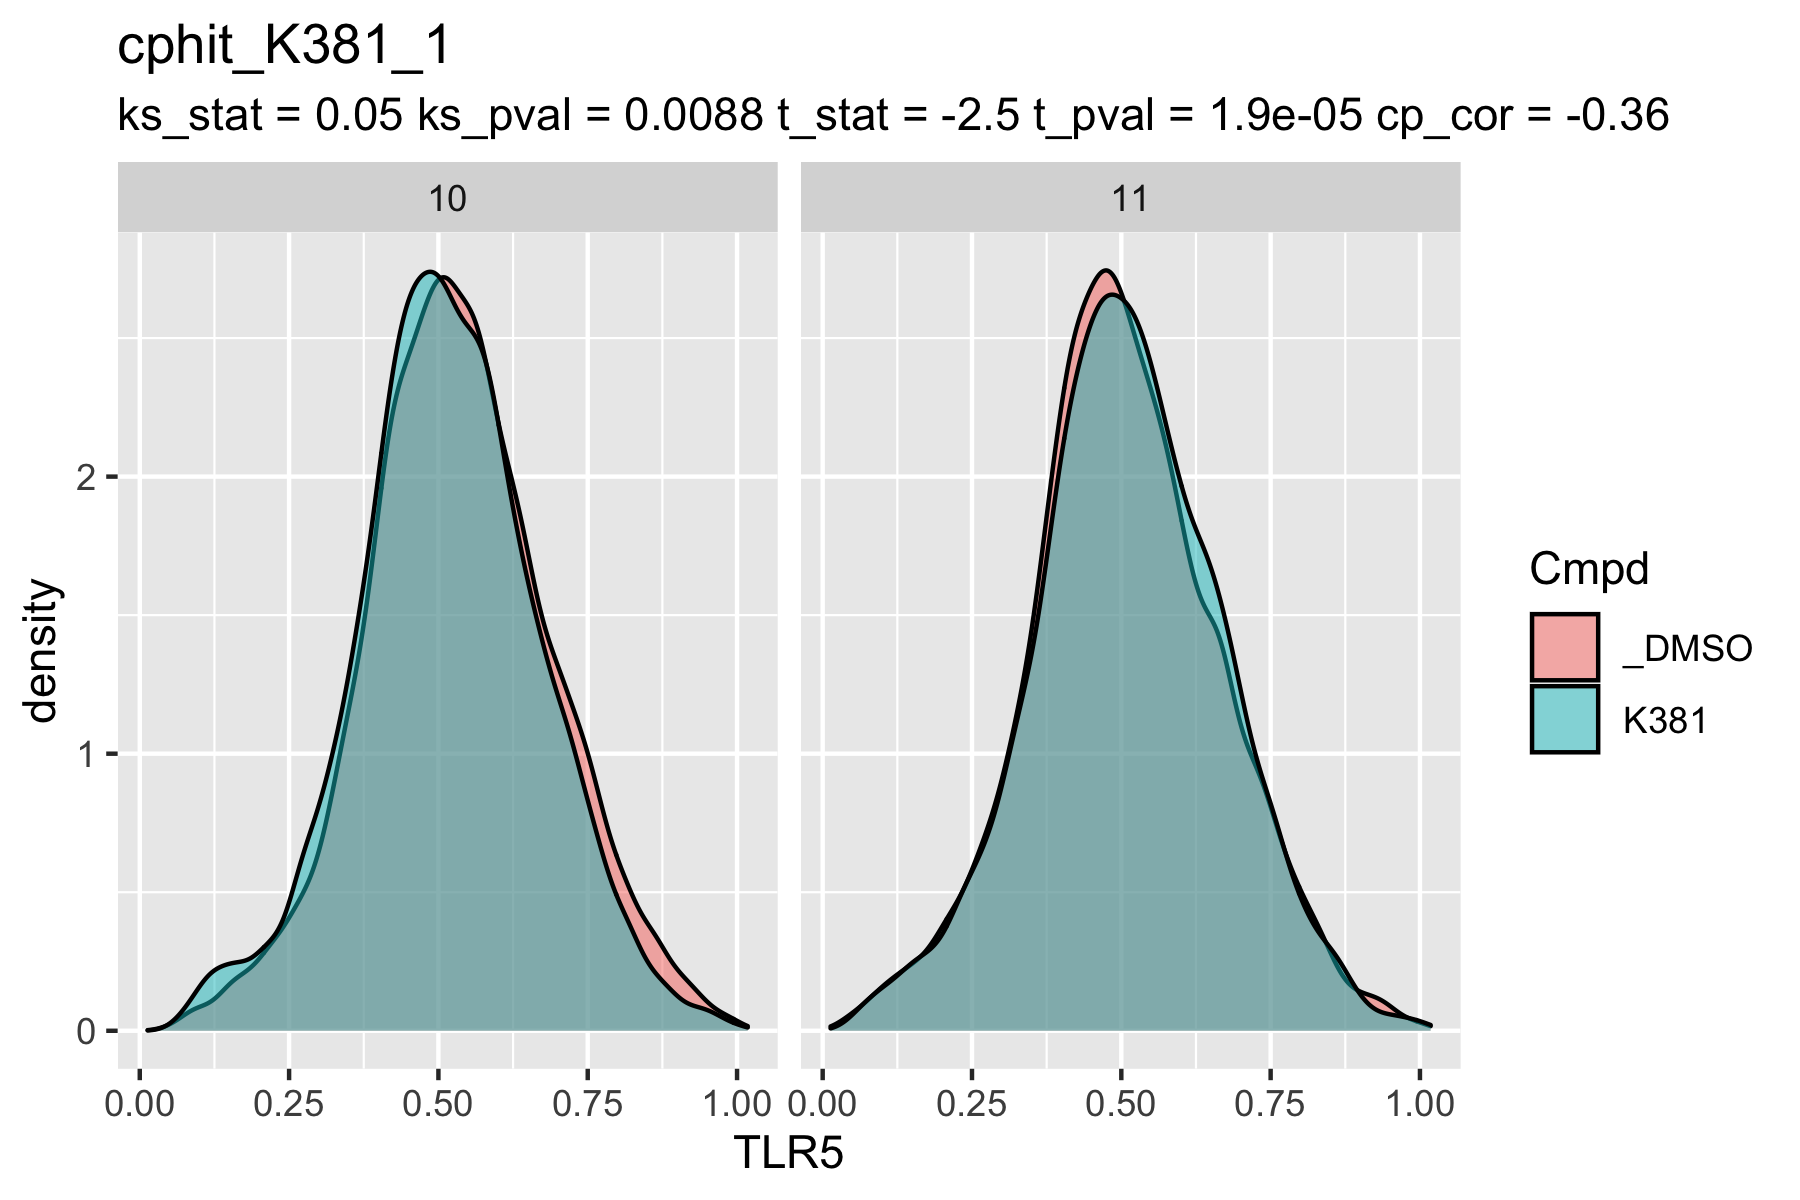 cphit_K381_1
ks_stat = 0.05 ks_pval = 0.0088 t_stat = -2.5 t_pval = 1.9e-05 cp_cor = -0.36
10 11
density
2
1
0
0.00 0.25 0.50 0.75 1.00 0.00 0.25 0.50 0.75 1.00
TLR5
Cmpd
_DMSO
K381